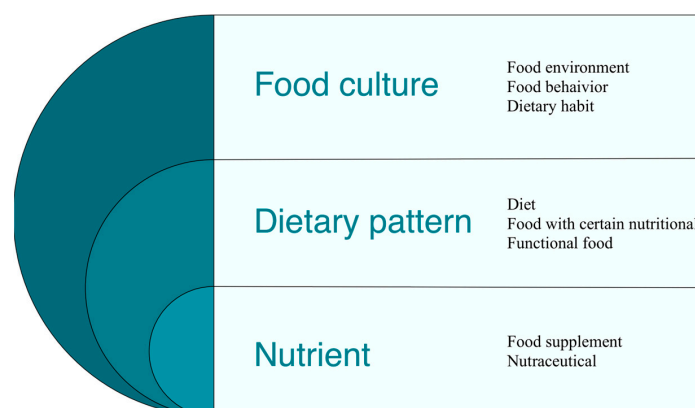 Food culture
Food environment
Food behaivior
Dietary habit
Dietary pattern
Diet
Food with certain nutritional
Functional food
Nutrient
Food supplement
Nutraceutical